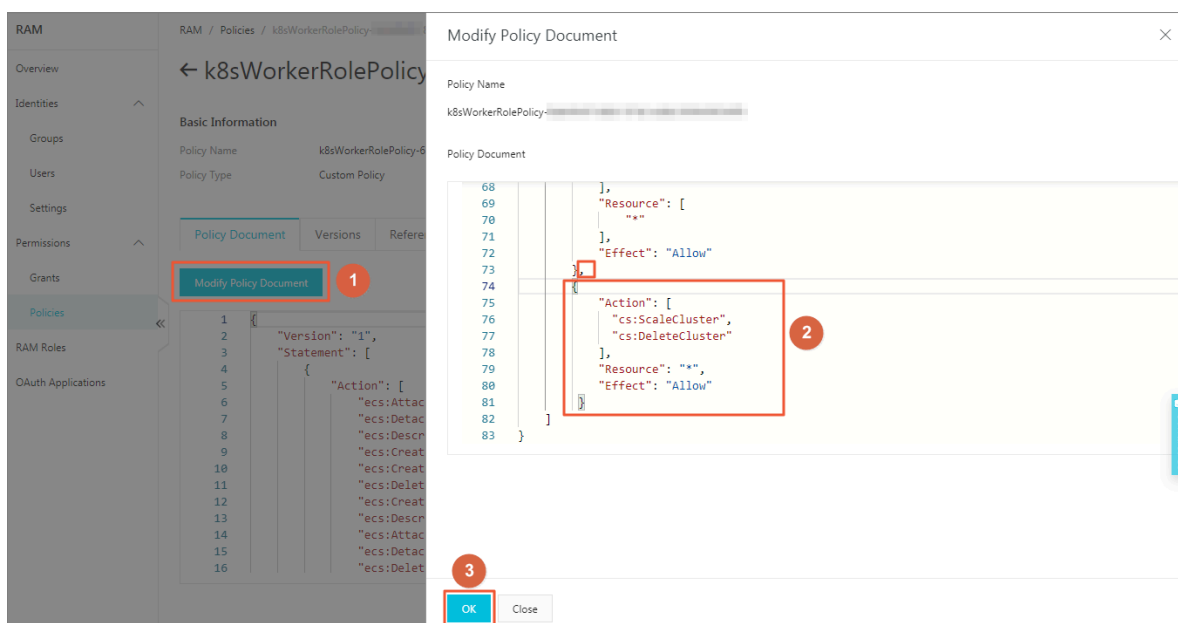 RAM
Overview
Identities
Groups
Users
Settings
Permissions
Grants
Policies
RAM Roles
OAuth Applications
RAM / Policies / k8sWorkerRolePolicy-
← k8sWorkerRolePolicy
Basic Information
Policy Name k8sWorkerRolePolicy-6
Policy Type Custom Policy
Policy Document Versions Refere
Modify Policy Document 1
1 {
2 "Version": "1",
3 "Statement": [
4 {
5 "Action": [
6 "ecs:Attac
7 "ecs:Detac
8 "ecs:Descr
9 "ecs:Creat
10 "ecs:Creat
11 "ecs:Delet
12 "ecs:Creat
13 "ecs:Descr
14 "ecs:Attac
15 "ecs:Detac
16 "ecs:Delet
Modify Policy Document
Policy Name
k8sWorkerRolePolicy-
Policy Document
68 ],
69 "Resource": [
70 "*"
71 ],
72 "Effect": "Allow"
73 },
74 {
75 "Action": [
76 "cs:ScaleCluster",
77 "cs:DeleteCluster"
78 ],
79 "Resource": "*",
80 "Effect": "Allow"
81 }
82 ]
83 }
2
3
OK Close